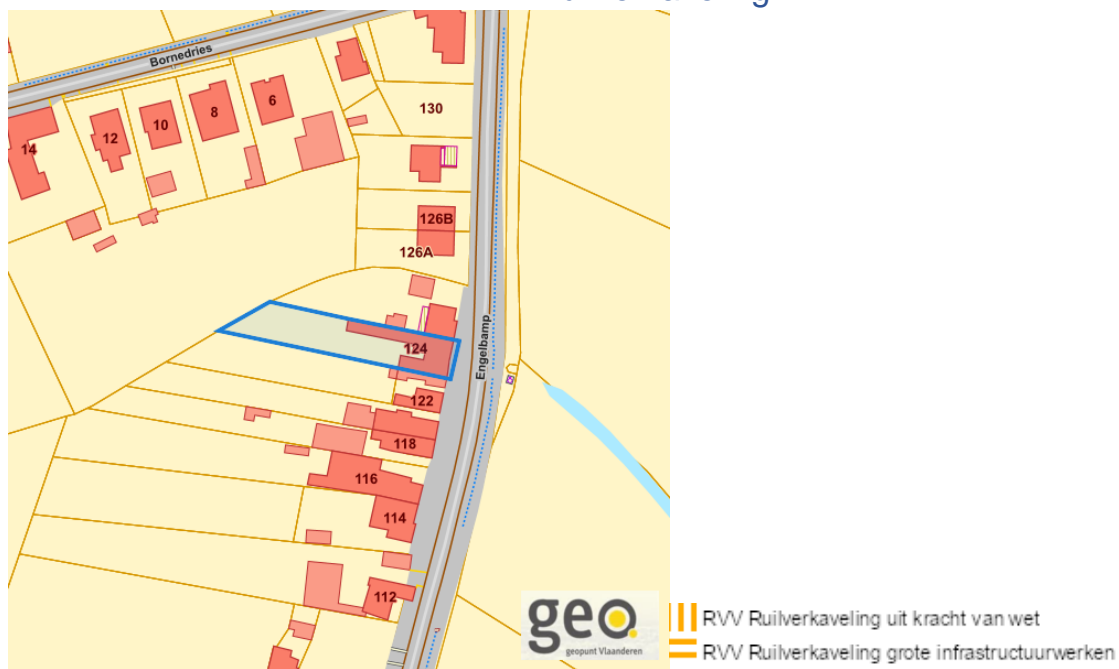 Bornedries
130
6
8
10
12
14
126B
126A
Engelbamp
124
122
118
116
114
112
geo.
geopunt Vlaanderen
RVV Ruilverkaveling uit kracht van wet
RVV Ruilverkaveling grote infrastructuurwerken